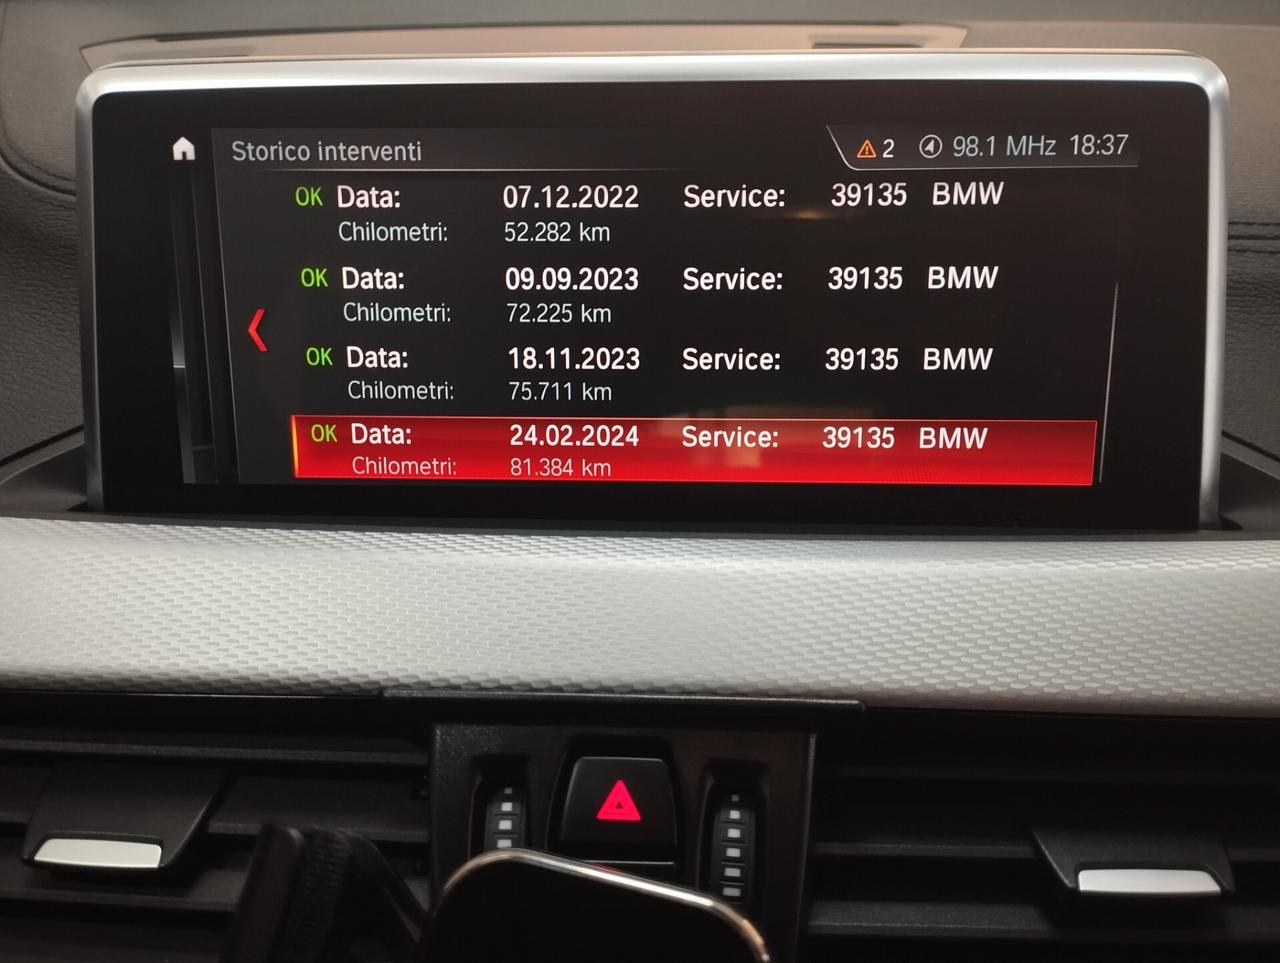 Storico interventi 2 98.1 MHz 18:37
OK Data: 07.12.2022 Service: 39135 BMW
Chilometri: 52.282 km
OK Data: 09.09.2023 Service: 39135 BMW
Chilometri: 72.225 km
OK Data: 18.11.2023 Service: 39135 BMW
Chilometri: 75.711 km
OK Data: 24.02.2024 Service: 39135 BMW
Chilometri: 81.384 km